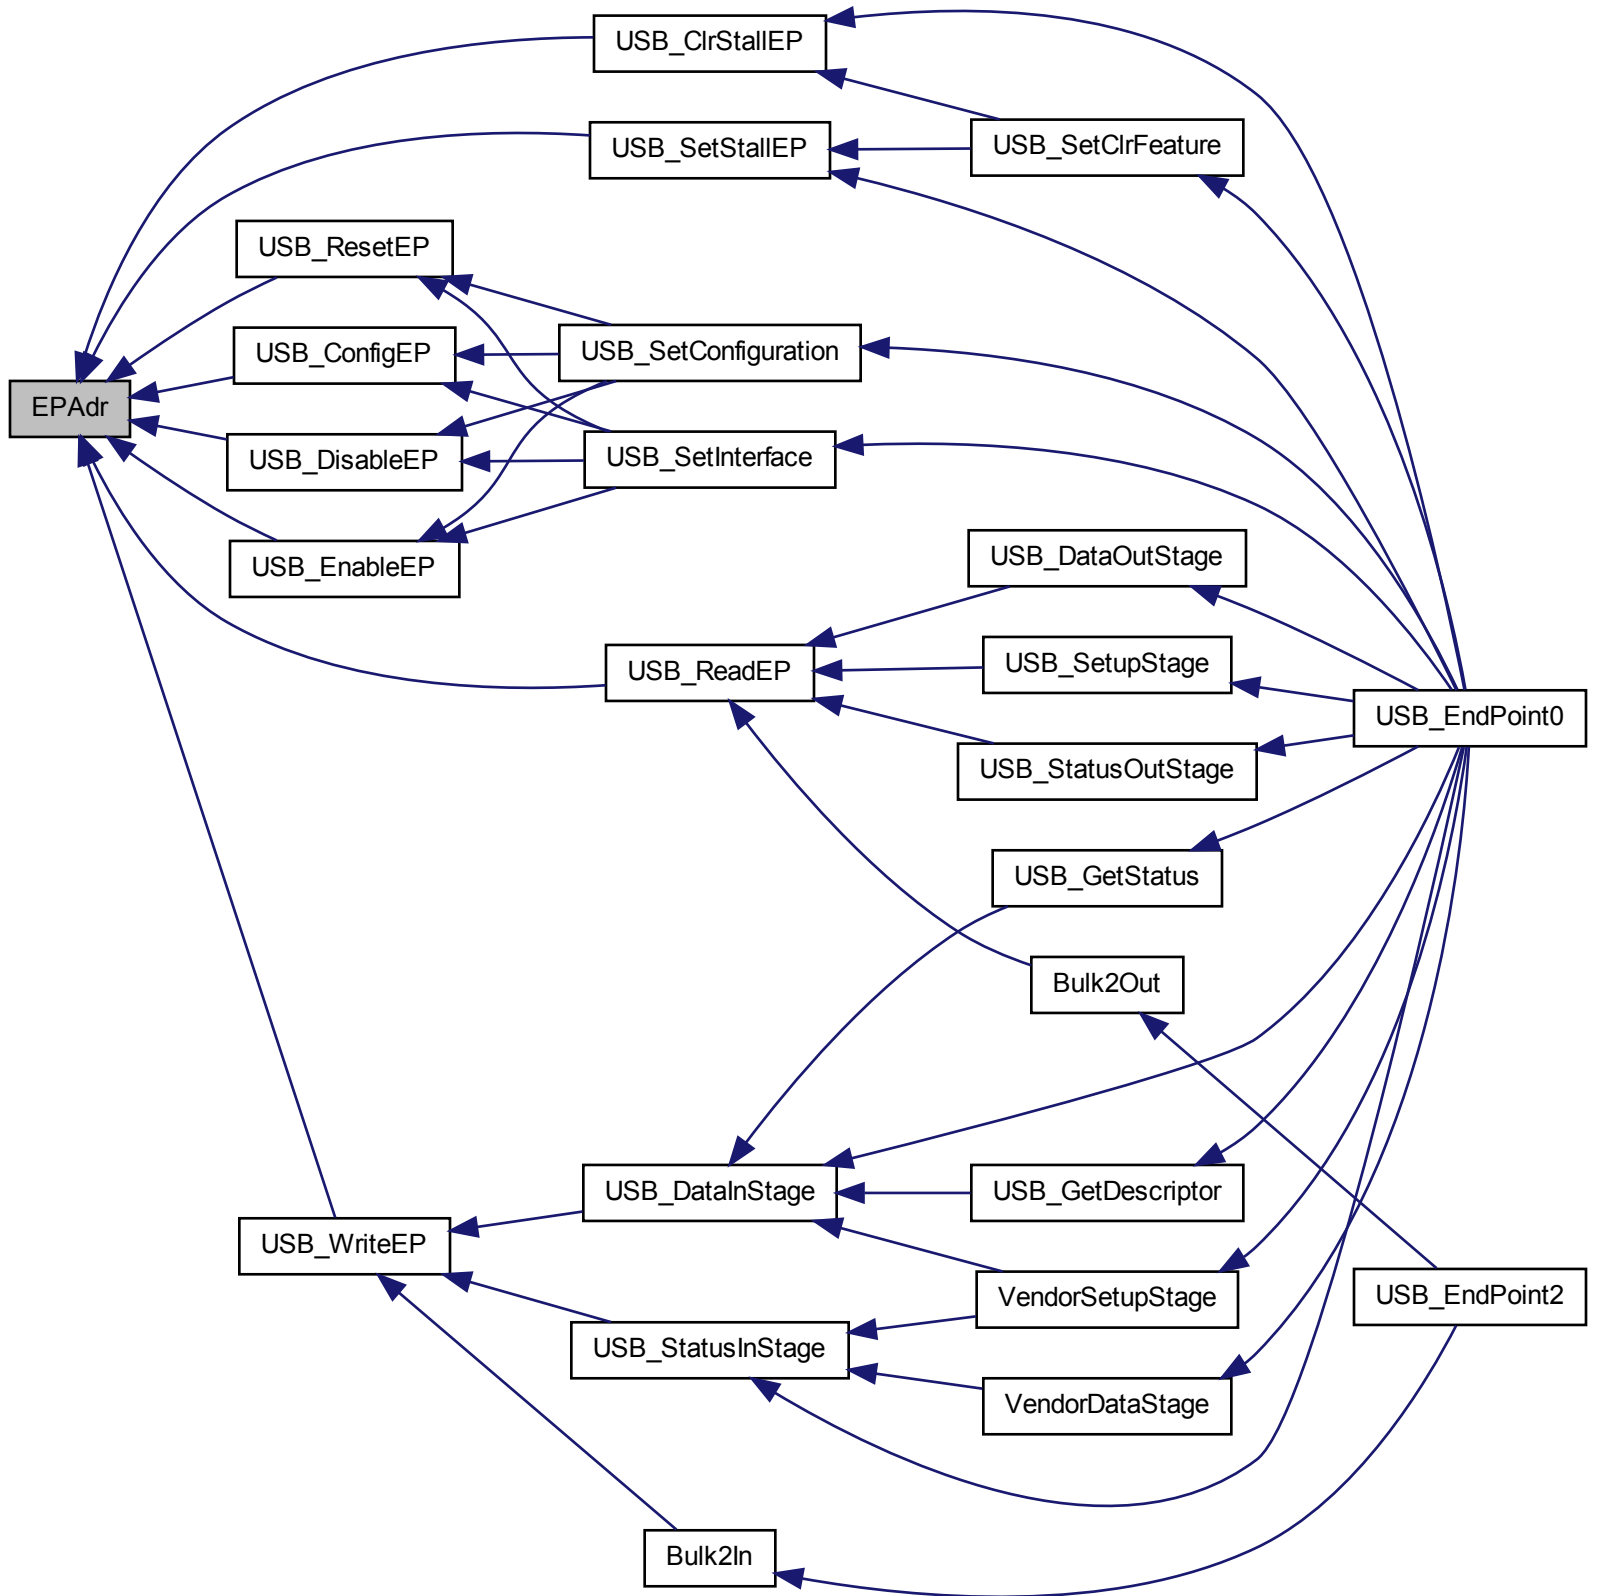 USB_ClrStallEP
USB_SetStallEP
USB_SetClrFeature
USB_ResetEP
USB_ConfigEP
USB_SetConfiguration
EPAdr
USB_DisableEP
USB_SetInterface
USB_EnableEP
USB_DataOutStage
USB_ReadEP
USB_SetupStage
USB_EndPoint0
USB_StatusOutStage
USB_GetStatus
Bulk2Out
USB_DataInStage
USB_GetDescriptor
USB_WriteEP
VendorSetupStage
USB_EndPoint2
USB_StatusInStage
VendorDataStage
Bulk2In